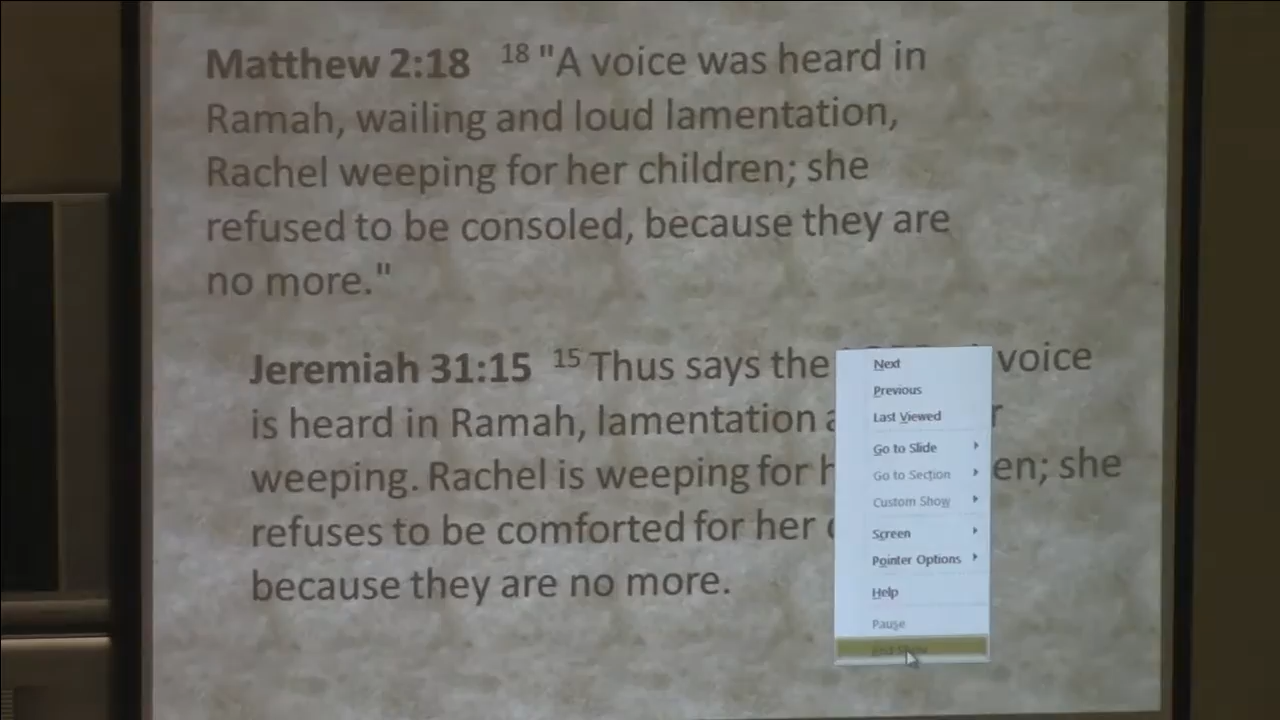 Matthew 2:18 18 "A voice was heard in
Ramah, wailing and loud lamentation,
Rachel weeping for her children; she
refused to be consoled, because they are
no more."
Jeremiah 31:15 15 Thus says the voice
is heard in Ramah, lamentation
weeping. Rachel is weeping for en; she
refuses to be comforted for her
because they are no more.
Next
Previous
Last Viewed
Go to Slide
Go to Section
Custom Show
Screen
Pointer Options
Help
Pause
End Show